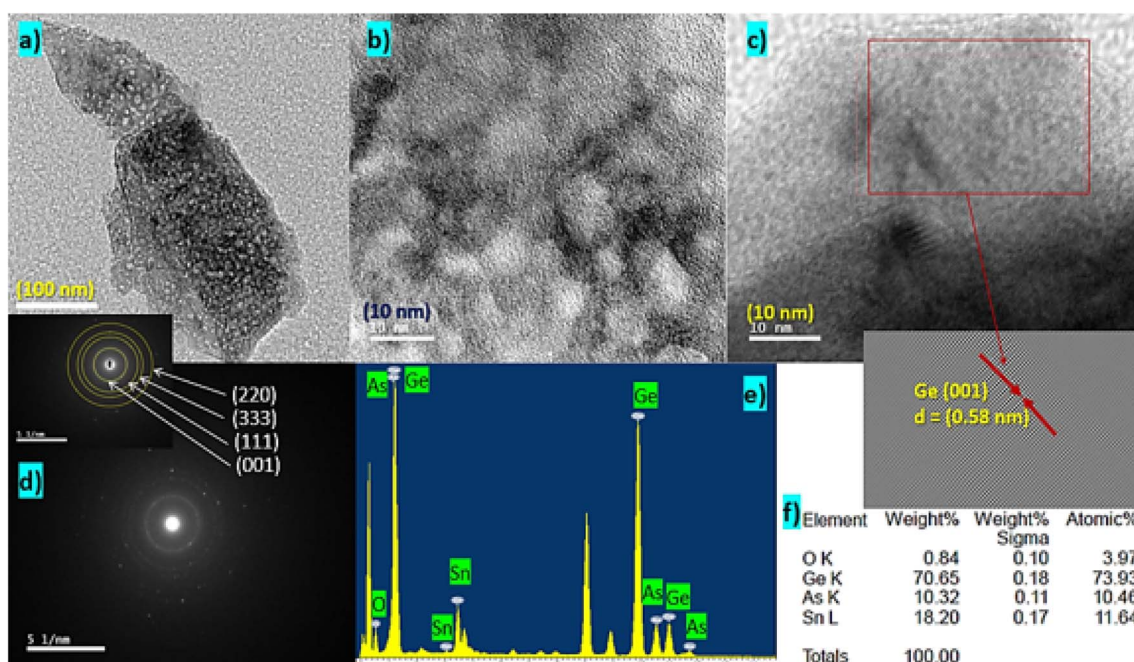 a)
(100 nm)
b)
(10 nm)
10 nm
c)
(10 nm)
10 nm
Ge (001)
d = (0.58 nm)
5 1/nm
(220)
(333)
(111)
(001)
d)
5 1/nm
e)
As
Ge
Ge
Sn
O
Sn
As
Ge
As
f)
Element Weight% Weight% Atomic%
Sigma
O K 0.84 0.10 3.97
Ge K 70.65 0.18 73.93
As K 10.32 0.11 10.46
Sn L 18.20 0.17 11.64
Totals 100.00